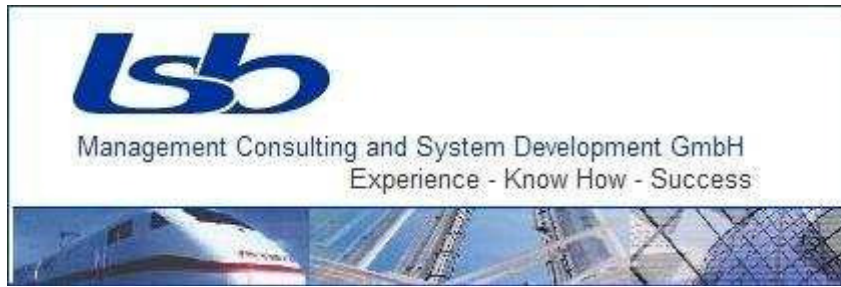 lsb
Management Consulting and System Development GmbH
Experience - Know How - Success